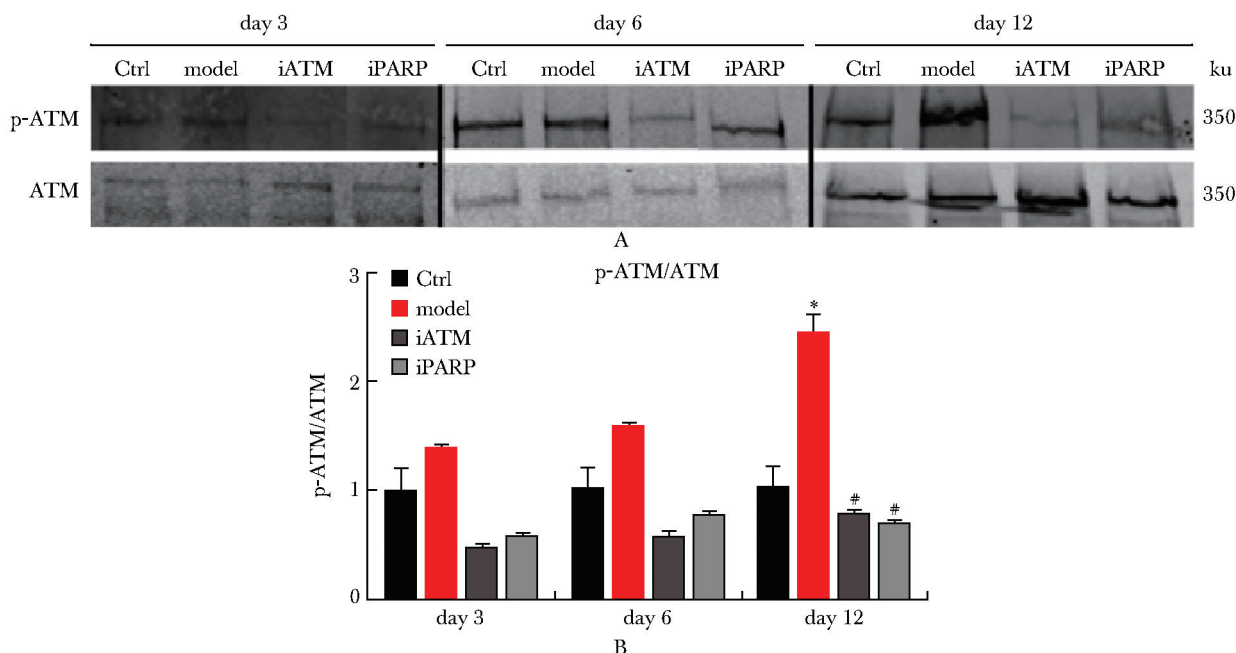 day 3 day 6 day 12
Ctrl model iATM iPARP Ctrl model iATM iPARP Ctrl model iATM iPARP ku
p-ATM 350
ATM 350
A
p-ATM/ATM
3
Ctrl
model
*
iATM
2
iPARP
p-ATM/ATM
1
# #
0
day 3 day 6 day 12
B